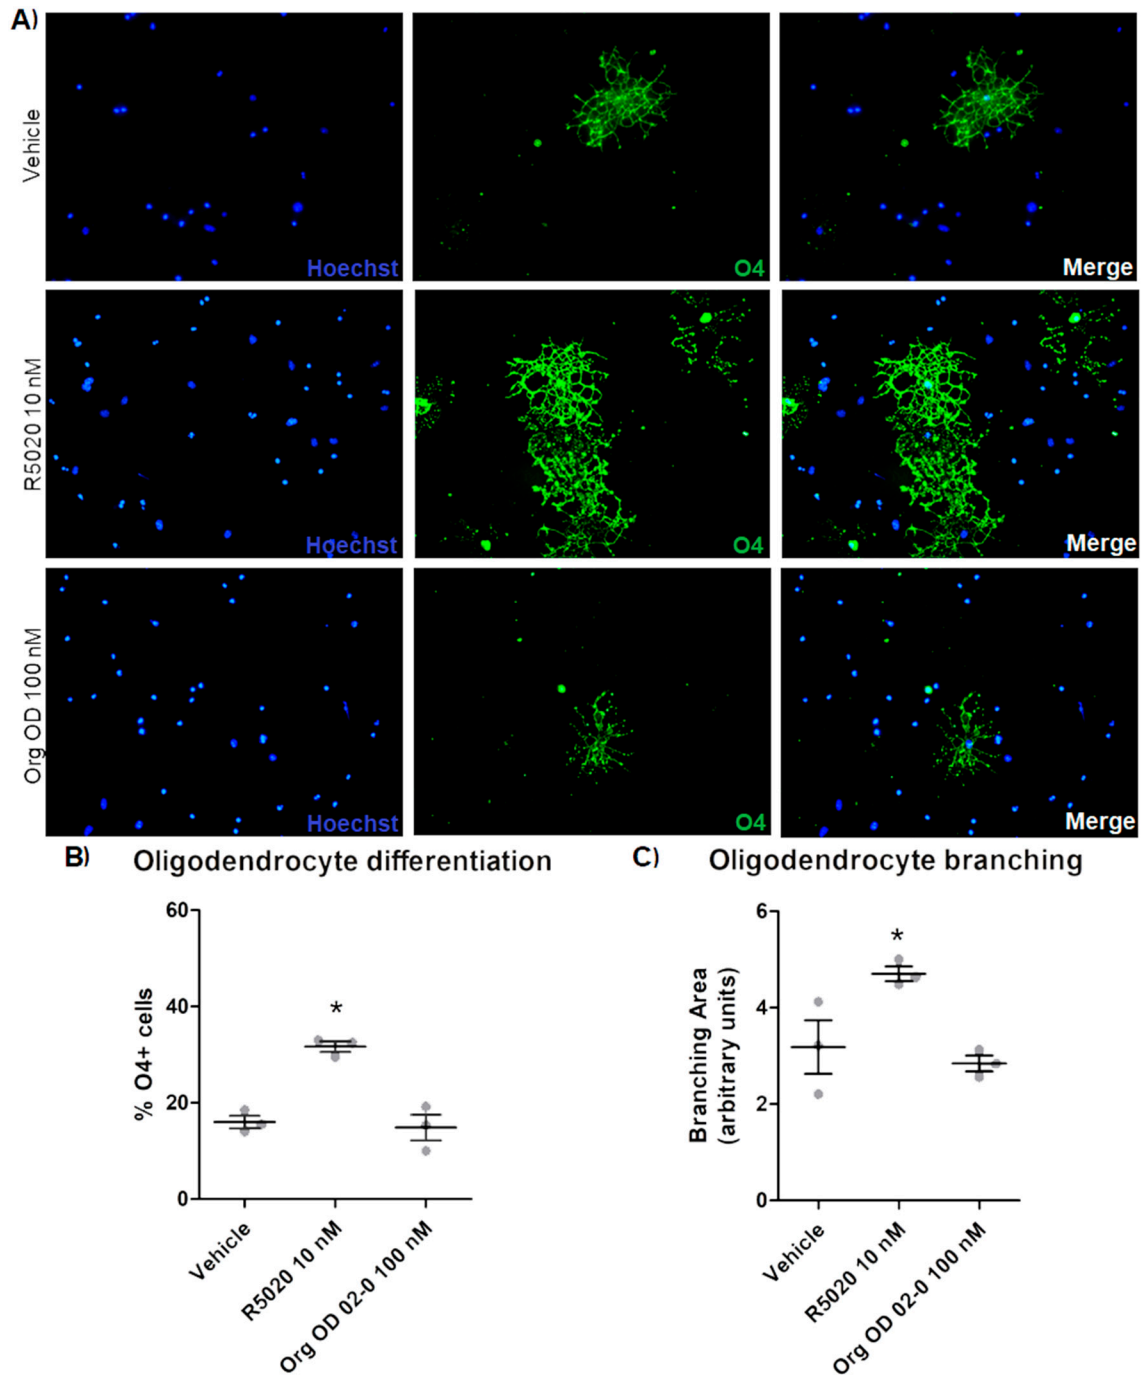 A)
Vehicle
Hoechst
O4
Merge
R5020 10 nM
Hoechst
O4
Merge
Org OD 100 nM
Hoechst
O4
Merge
B)
Oligodendrocyte differentiation
% O4+ cells
60
40
20
0
*
Vehicle
R5020 10 nM
Org OD 02-0 100 nM
C)
Oligodendrocyte branching
Branching Area
(arbitrary units)
6
4
2
0
*
Vehicle
R5020 10 nM
Org OD 02-0 100 nM